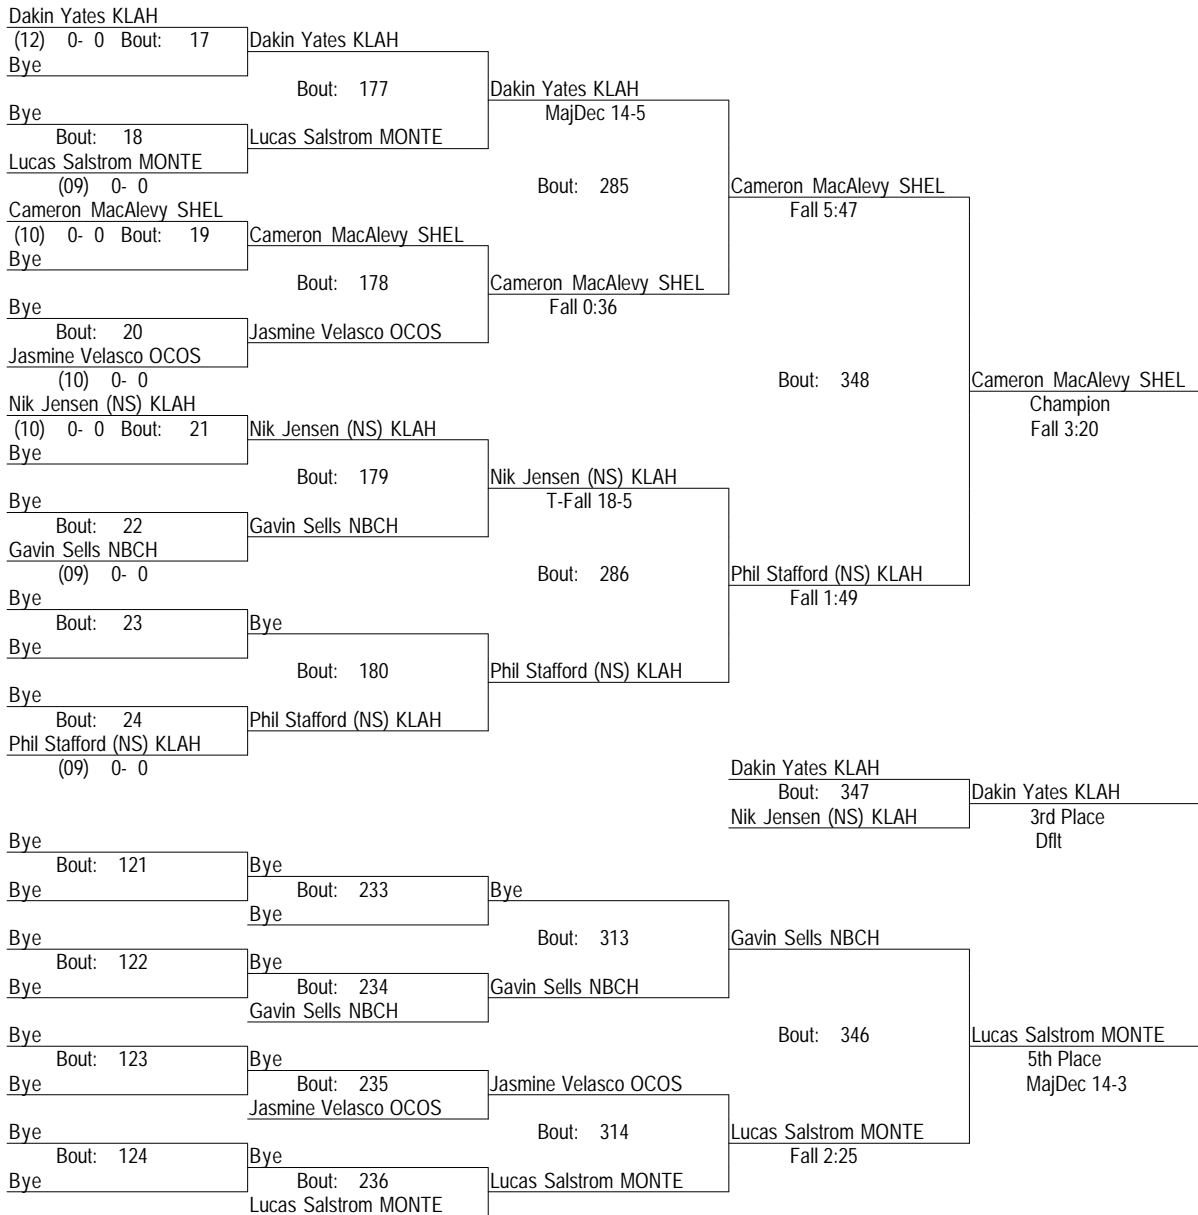 Dakin Yates KLAH
(12) 0- 0 Bout: 17
Dakin Yates KLAH
Bye
Bout: 177
Dakin Yates KLAH
MajDec 14-5
Bye
Bout: 18
Lucas Salstrom MONTE
Lucas Salstrom MONTE
(09) 0- 0
Bout: 285
Cameron MacAlevy SHEL
Fall 5:47
Cameron MacAlevy SHEL
(10) 0- 0 Bout: 19
Cameron MacAlevy SHEL
Bye
Bout: 178
Cameron MacAlevy SHEL
Fall 0:36
Bye
Bout: 20
Jasmine Velasco OCOS
Jasmine Velasco OCOS
(10) 0- 0
Bout: 348
Cameron MacAlevy SHEL
Champion
Fall 3:20
Nik Jensen (NS) KLAH
(10) 0- 0 Bout: 21
Nik Jensen (NS) KLAH
Bye
Bout: 179
Nik Jensen (NS) KLAH
T-Fall 18-5
Bye
Bout: 22
Gavin Sells NBCH
Gavin Sells NBCH
(09) 0- 0
Bout: 286
Phil Stafford (NS) KLAH
Fall 1:49
Bye
Bout: 23
Bye
Bye
Bout: 180
Phil Stafford (NS) KLAH
Bye
Bout: 24
Phil Stafford (NS) KLAH
Phil Stafford (NS) KLAH
(09) 0- 0
Dakin Yates KLAH
Bout: 347
Dakin Yates KLAH
Nik Jensen (NS) KLAH
3rd Place
Dflt
Bye
Bout: 121
Bye
Bye
Bout: 233
Bye
Bye
Bout: 313
Gavin Sells NBCH
Bye
Bout: 122
Bye
Bye
Bout: 234
Gavin Sells NBCH
Gavin Sells NBCH
Bye
Bout: 346
Lucas Salstrom MONTE
5th Place
MajDec 14-3
Bout: 123
Bye
Bye
Bout: 235
Jasmine Velasco OCOS
Jasmine Velasco OCOS
Bye
Bout: 314
Lucas Salstrom MONTE
Fall 2:25
Bout: 124
Bye
Bye
Bout: 236
Lucas Salstrom MONTE
Lucas Salstrom MONTE